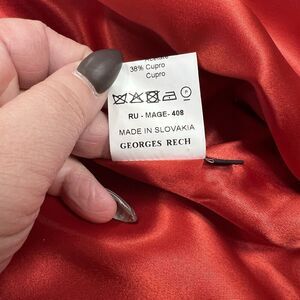 38% Cupro
Cupro
P
RU - MAGE- 408
MADE IN SLOVAKIA
GEORGES RECH